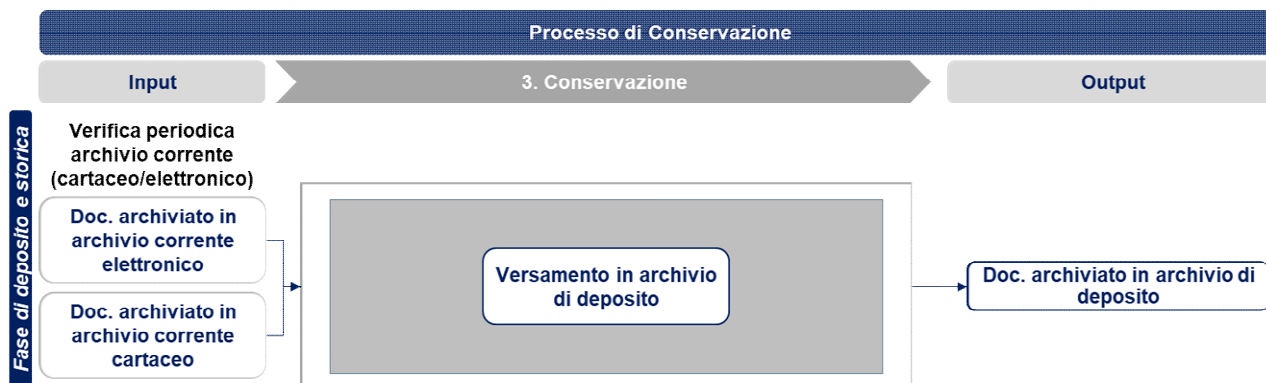 Processo di Conservazione
Input
3. Conservazione
Output
Fase di deposito e storica
Verifica periodica
archivio corrente
(cartaceo/elettronico)
Doc. archiviato in
archivio corrente
elettronico
Doc. archiviato in
archivio corrente
cartaceo
Versamento in archivio
di deposito
Doc. archiviato in archivio di
deposito